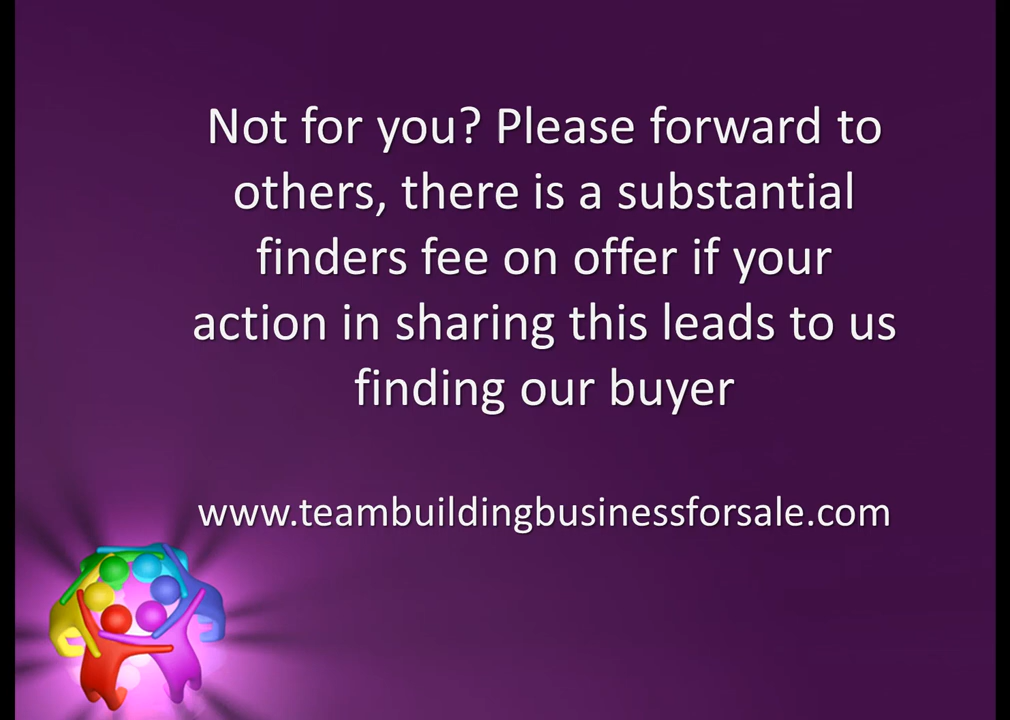 Not for you? Please forward to
others, there is a substantial
finders fee on offer if your
action in sharing this leads to us
finding our buyer
www.teambuildingbusinessforsale.com